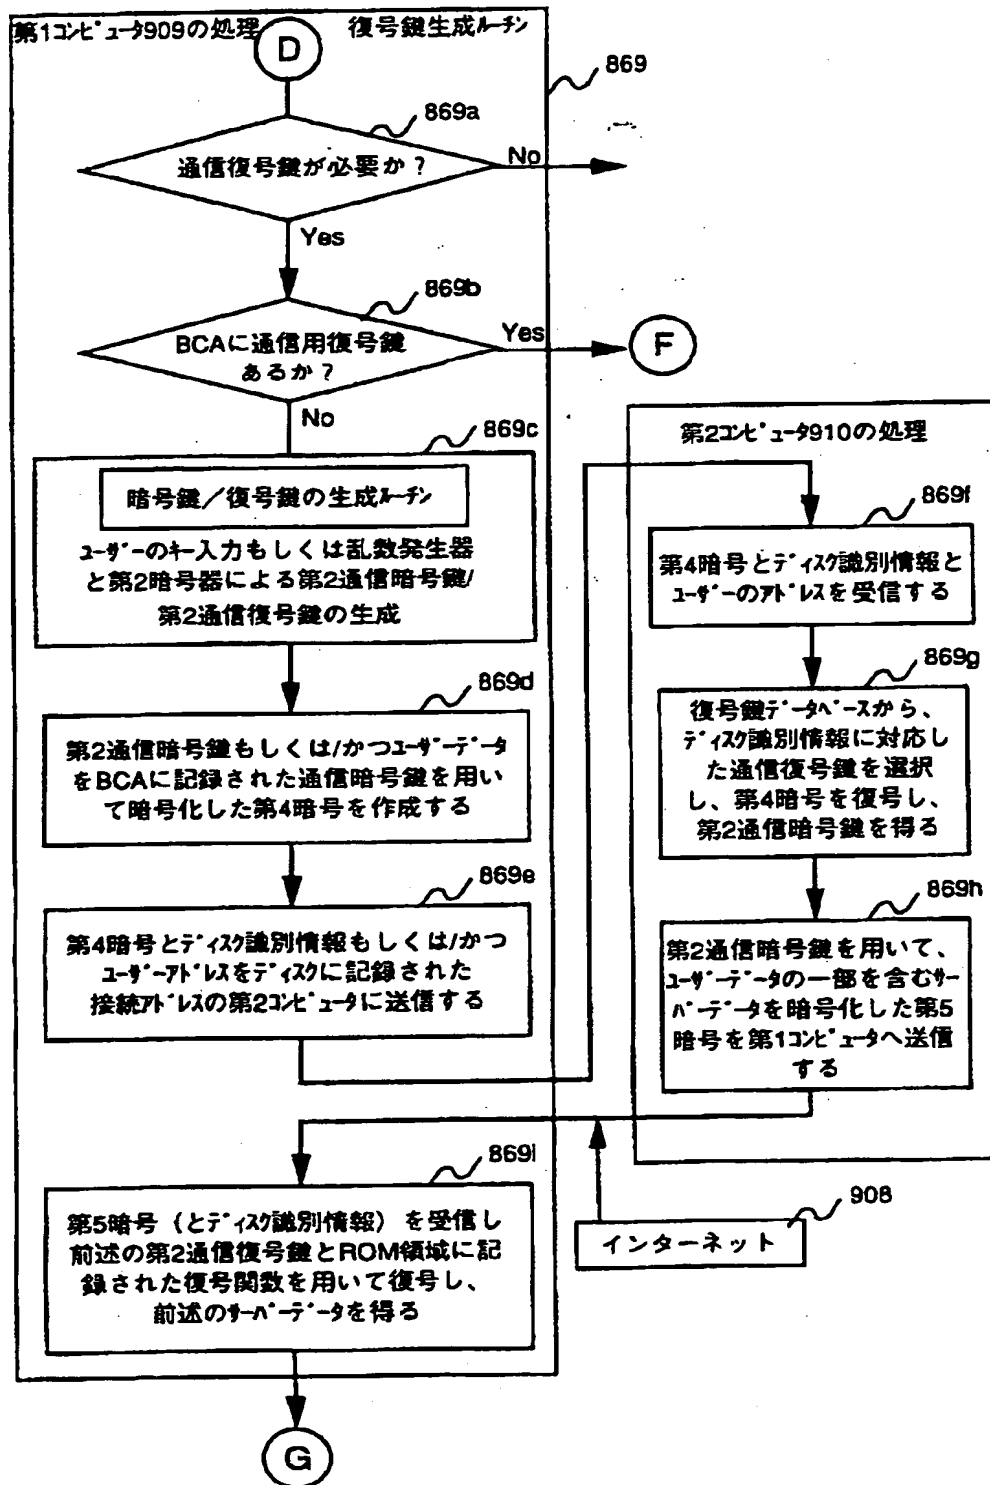 第1コンピュータ909の処理
復号鍵生成ルーチン
D
869
869a
通信復号鍵が必要か？
No
Yes
869b
BCAに通信用復号鍵
あるか？
Yes
F
No
869c
暗号鍵／復号鍵の生成ルーチン
ユーザーのキー入力もしくは乱数発生器
と第2暗号器による第2通信暗号鍵/
第2通信復号鍵の生成
869d
第2通信暗号鍵もしくは/かつユーザーデータ
をBCAに記録された通信暗号鍵を用い
て暗号化した第4暗号を作成する
869e
第4暗号とディスク識別情報もしくは/かつ
ユーザーアドレスをディスクに記録された
接続アドレスの第2コンピュータに送信する
第2コンピュータ910の処理
869f
第4暗号とディスク識別情報と
ユーザーのアドレスを受信する
869g
復号鍵データベースから、
ディスク識別情報に対応し
た通信復号鍵を選択
し、第4暗号を復号し、
第2通信暗号鍵を得る
869h
第2通信暗号鍵を用いて、
ユーザーデータの一部を含むサー
バーデータを暗号化した第5
暗号を第1コンピュータへ送信
する
869i
第5暗号（とディスク識別情報）を受信し
前述の第2通信復号鍵とROM領域に記
録された復号関数を用いて復号し、
前述のサーバーデータを得る
908
インターネット
G